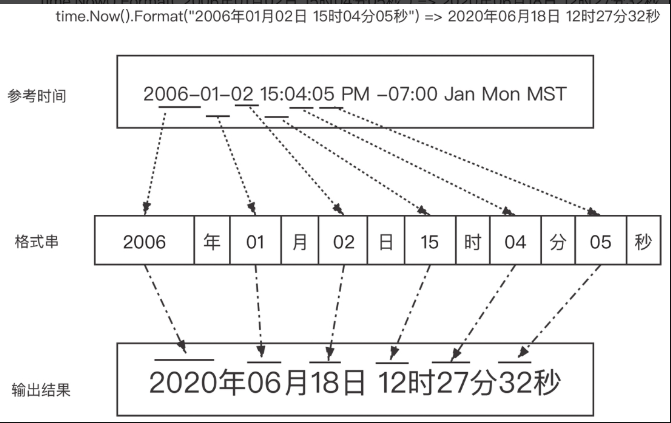 time.Now().Format("2006年01月02日 15时04分05秒") => 2020年06月18日 12时27分32秒
参考时间
2006-01-02 15:04:05 PM -07:00 Jan Mon MST
格式串
2006 年 01 月 02 日 15 时 04 分 05 秒
输出结果
2020年06月18日 12时27分32秒